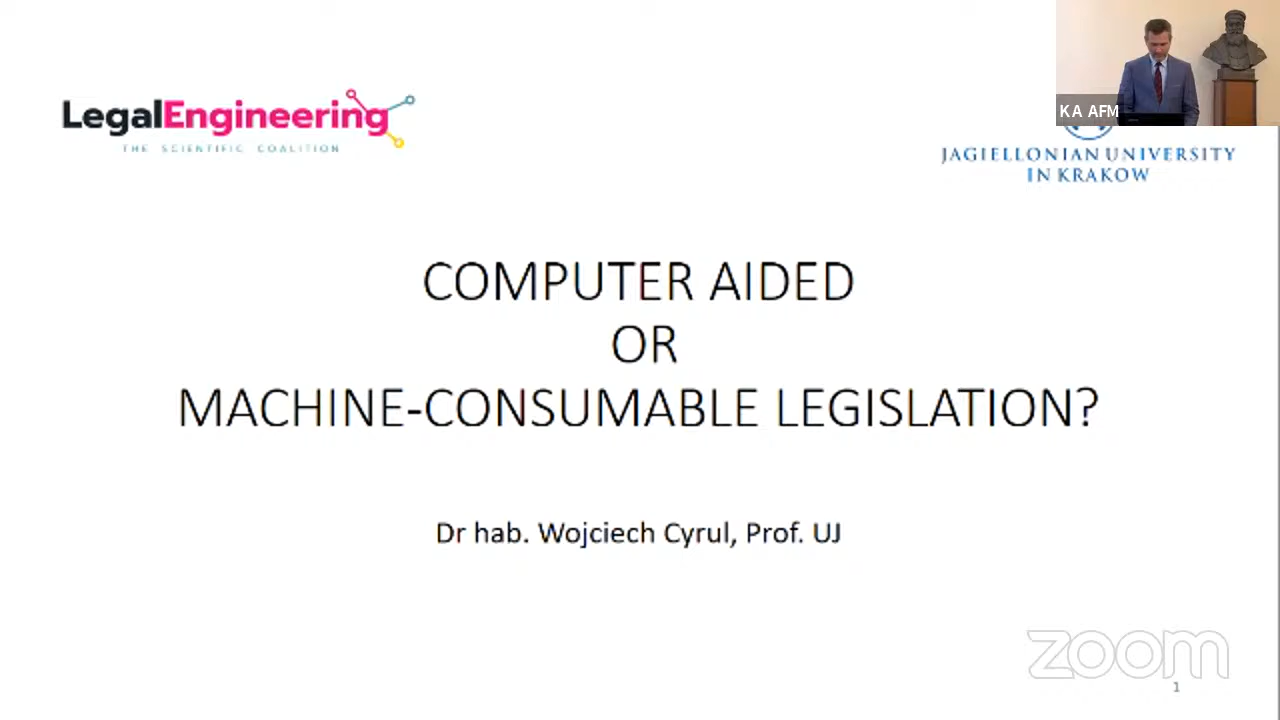 LegalEngineering
THE SCIENTIFIC COALITION
KA AFM
JAGIELLONIAN UNIVERSITY
IN KRAKOW
COMPUTER AIDED
OR
MACHINE-CONSUMABLE LEGISLATION?
Dr hab. Wojciech Cyrul, Prof. UJ
zoom
1